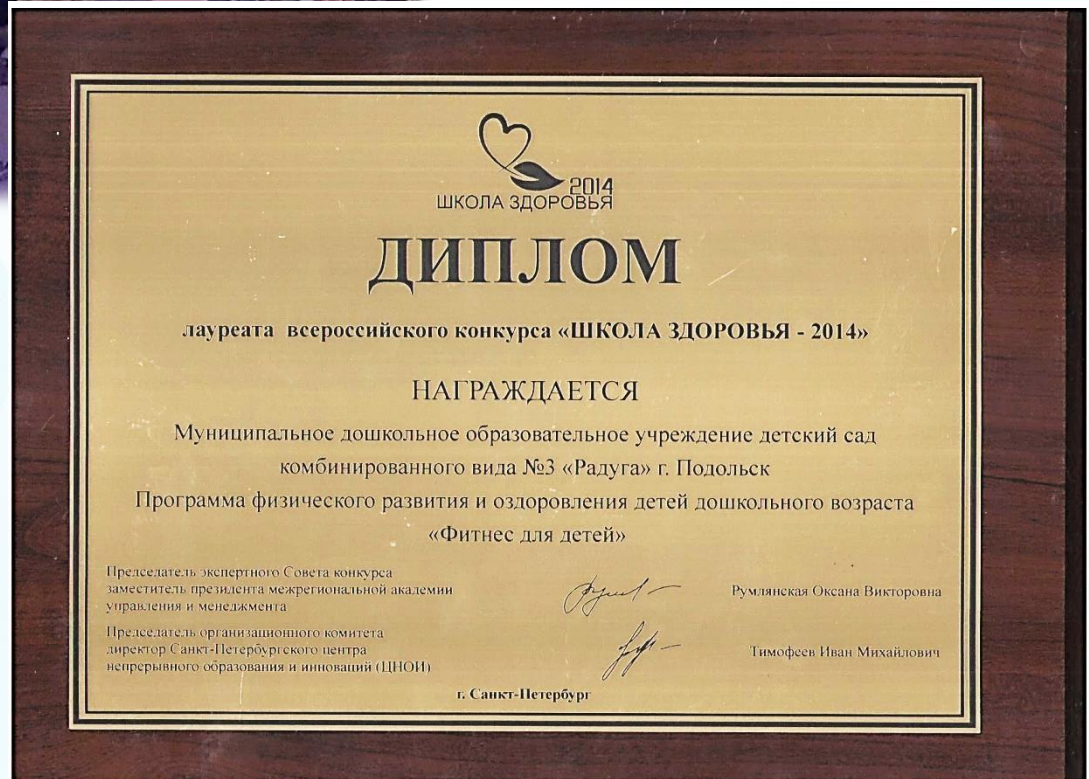 2014
ШКОЛА ЗДОРОВЬЯ
ДИПЛОМ
лауреата всероссийского конкурса «ШКОЛА ЗДОРОВЬЯ - 2014»
НАГРАЖДАЕТСЯ
Муниципальное дошкольное образовательное учреждение детский сад
комбинированного вида №3 «Радуга» г. Подольск
Программа физического развития и оздоровления детей дошкольного возраста
«Фитнес для детей»
Председатель экспертного Совета конкурса
заместитель президента межрегиональной академии
управления и менеджмента
Румлянская Оксана Викторовна
Председатель организационного комитета
директор Санкт-Петербургского центра
непрерывного образования и инноваций (ЦНОИ)
Тимофеев Иван Михайлович
г. Санкт-Петербург